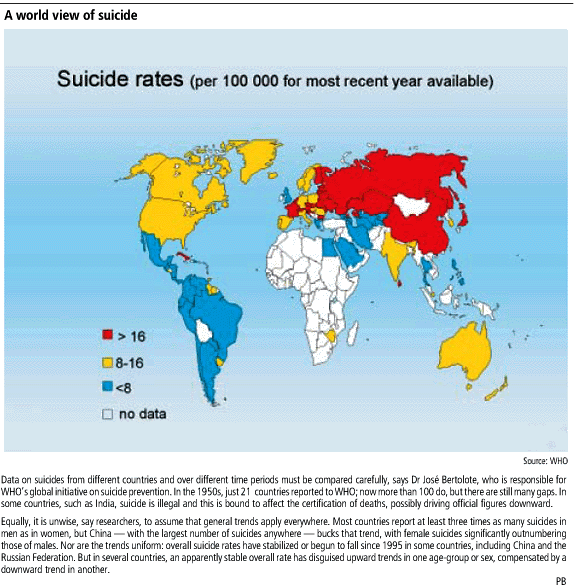 A world view of suicide
Suicide rates (per 100 000 for most recent year available)
> 16
8-16
<8
no data
Source: WHO
Data on suicides from different countries and over different time periods must be compared carefully, says Dr José Bertolote, who is responsible for
WHO's global initiative on suicide prevention. In the 1950s, just 21 countries reported to WHO; now more than 100 do, but there are still many gaps. In
some countries, such as India, suicide is illegal and this is bound to affect the certification of deaths, possibly driving official figures downward.
Equally, it is unwise, say researchers, to assume that general trends apply everywhere. Most countries report at least three times as many suicides in
men as in women, but China — with the largest number of suicides anywhere — bucks that trend, with female suicides significantly outnumbering
those of males. Nor are the trends uniform: overall suicide rates have stabilized or begun to fall since 1995 in some countries, including China and the
Russian Federation. But in several countries, an apparently stable overall rate has disguised upward trends in one age-group or sex, compensated by a
downward trend in another.
PB